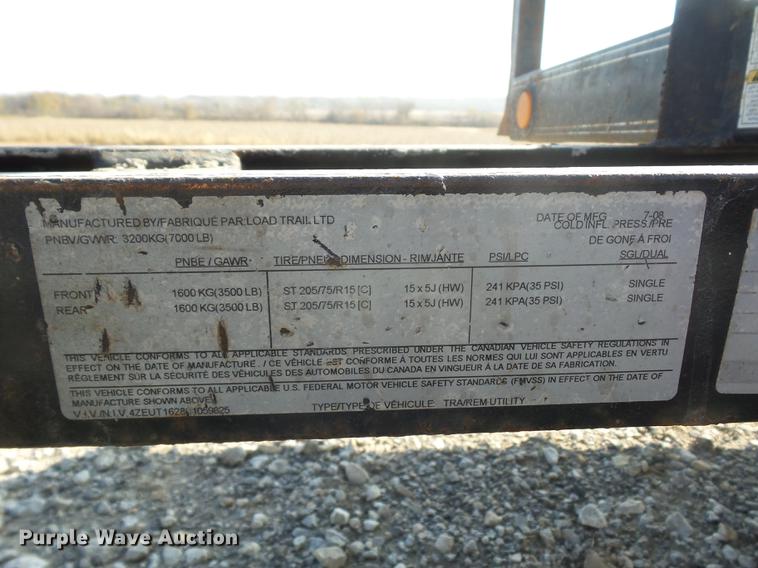 MANUFACTURED BY/FABRIQUÉ PAR: LOAD TRAIL LTD DATE OF MFG 7-08
PNBV/GVWR: 3200KG(7000 LB) COLD INFL. PRESS/PRE
DE GONF À FROI
PNBE / GAWR TIRE/PNEU DIMENSION - RIM/JANTE PSI/LPC SGL/DUAL
FRONT 1600 KG(3500 LB) ST 205/75/R15 [C] 15 x 5J (HW) 241 KPA(35 PSI) SINGLE
REAR 1600 KG(3500 LB) ST 205/75/R15 [C] 15 x 5J (HW) 241 KPA(35 PSI) SINGLE
THIS VEHICLE CONFORMS TO ALL APPLICABLE STANDARDS PRESCRIBED UNDER THE CANADIAN VEHICLE SAFETY REGULATIONS IN
EFFECT ON THE DATE OF MANUFACTURE. / CE VÉHICLE EST CONFORME À TOUTES LES NORMES QUI LUI SONT APPLICABLES EN VERTU
RÈGLEMENT SUR LA SÉCURITÉ DES VÉHICULES DES AUTOMOBILES DU CANADA EN VINGUEUR À LA DATE DE SA FABRICATION.
THIS VEHICLE CONFORMS TO ALL APPLICABLE U.S. FEDERAL MOTOR VEHICLE SAFETY STANDARDS (FMVSS) IN EFFECT ON THE DATE OF
MANUFACTURE SHOWN ABOVE
V.I.V./N.I.V. 4ZEUT1628 1059825 TYPE/TYPE DE VÉHICULE: TRA/REM UTILITY
Purple Wave Auction